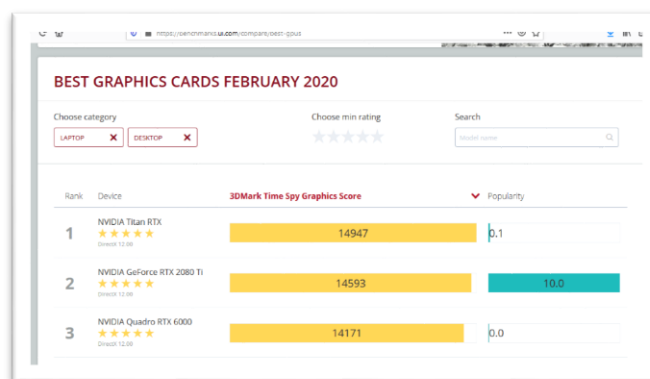 https://benchmarks.ul.com/compare/best-gpus
BEST GRAPHICS CARDS FEBRUARY 2020
Choose category
Choose min rating
Search
LAPTOP X
DESKTOP X
Model name
Rank
Device
3DMark Time Spy Graphics Score
Popularity
1
NVIDIA Titan RTX
DirectX 12.00
14947
0.1
2
NVIDIA GeForce RTX 2080 Ti
DirectX 12.00
14593
10.0
3
NVIDIA Quadro RTX 6000
DirectX 12.00
14171
0.0